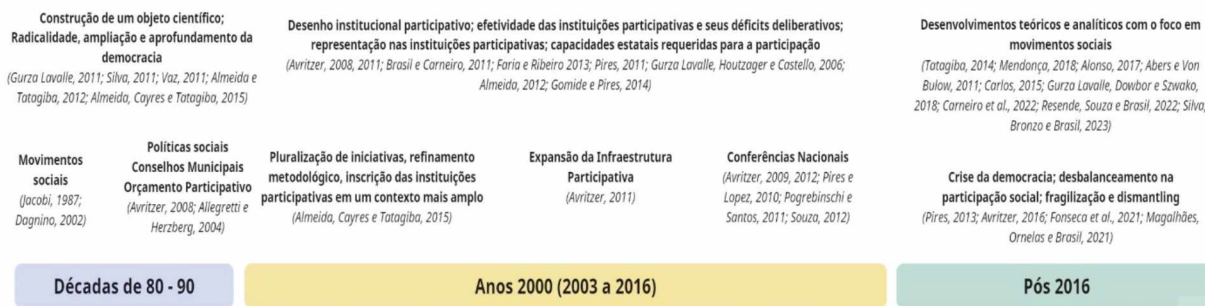 Construção de um objeto científico;
Radicalidade, ampliação e aprofundamento da
democracia
(Gurza Lavalle, 2011; Silva, 2011; Vaz, 2011; Almeida e
Tatagiba, 2012; Almeida, Cayres e Tatagiba, 2015)
Desenho institucional participativo; efetividade das instituições participativas e seus déficits deliberativos;
representação nas instituições participativas; capacidades estatais requeridas para a participação
(Avritzer, 2008, 2011; Brasil e Carneiro, 2011; Faria e Ribeiro 2013; Pires, 2011; Gurza Lavalle, Houtzager e Castello, 2006;
Almeida, 2012; Gomide e Pires, 2014)
Desenvolvimentos teóricos e analíticos com o foco em
movimentos sociais
(Tatagiba, 2014; Mendonça, 2018; Alonso, 2017; Abers e Von
Bulow, 2011; Carlos, 2015; Gurza Lavalle, Dowbor e Szwako,
2018; Carneiro et al., 2022; Resende, Souza e Brasil, 2022; Silva,
Bronzo e Brasil, 2023)
Movimentos
sociais
(Jacobi, 1987;
Dagnino, 2002)
Políticas sociais
Conselhos Municipais
Orçamento Participativo
(Avritzer, 2008; Allegretti e
Herzberg, 2004)
Pluralização de iniciativas, refinamento
metodológico, inscrição das instituições
participativas em um contexto mais amplo
(Almeida, Cayres e Tatagiba, 2015)
Expansão da Infraestrutura
Participativa
(Avritzer, 2011)
Conferências Nacionais
(Avritzer, 2009, 2012; Pires e
Lopez, 2010; Pogrebinschi e
Santos, 2011; Souza, 2012)
Crise da democracia; desbalanceamento na
participação social; fragilização e dismantling
(Pires, 2013; Avritzer, 2016; Fonseca et al., 2021; Magalhães,
Ornelas e Brasil, 2021)
Décadas de 80 - 90
Anos 2000 (2003 a 2016)
Pós 2016